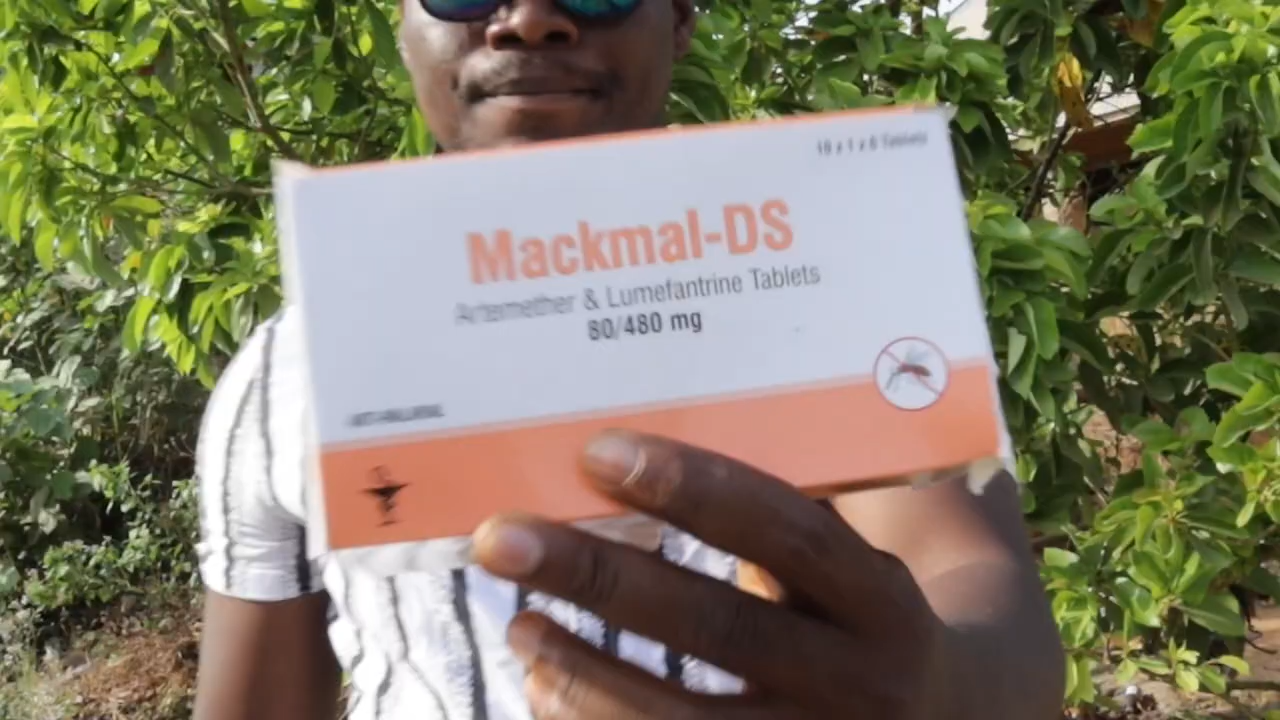 10 x 1 x 6 Tablets
Mackmal-DS
Artemether & Lumefantrine Tablets
80/480 mg